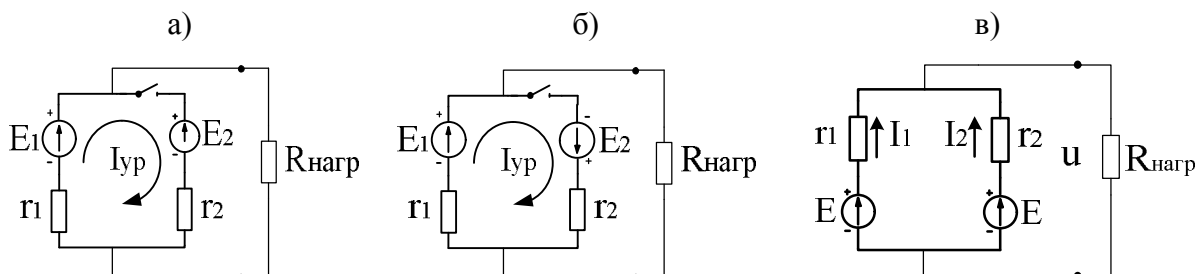 а) б) в)
+ + E1 - E2 - Iур r1 r2 Rнагр
+ - E1 - E2 + Iур r1 r2 Rнагр
r1 I1 I2 r2 u Rнагр + E - + E -